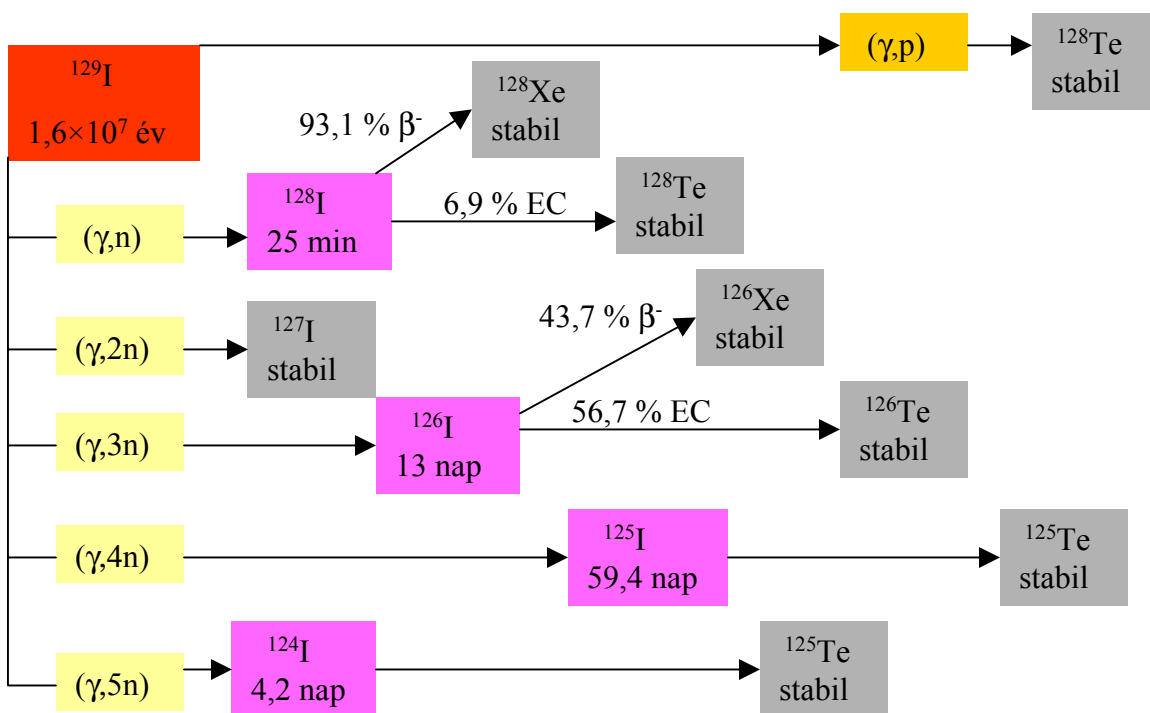 ¹²⁹I
1,6×10⁷ év
(γ,p)
¹²⁸Te
stabil
93,1 % β⁻
¹²⁸Xe
stabil
(γ,n)
¹²⁸I
25 min
6,9 % EC
¹²⁸Te
stabil
(γ,2n)
¹²⁷I
stabil
43,7 % β⁻
¹²⁶Xe
stabil
(γ,3n)
¹²⁶I
13 nap
56,7 % EC
¹²⁶Te
stabil
(γ,4n)
¹²⁵I
59,4 nap
¹²⁵Te
stabil
(γ,5n)
¹²⁴I
4,2 nap
¹²⁵Te
stabil